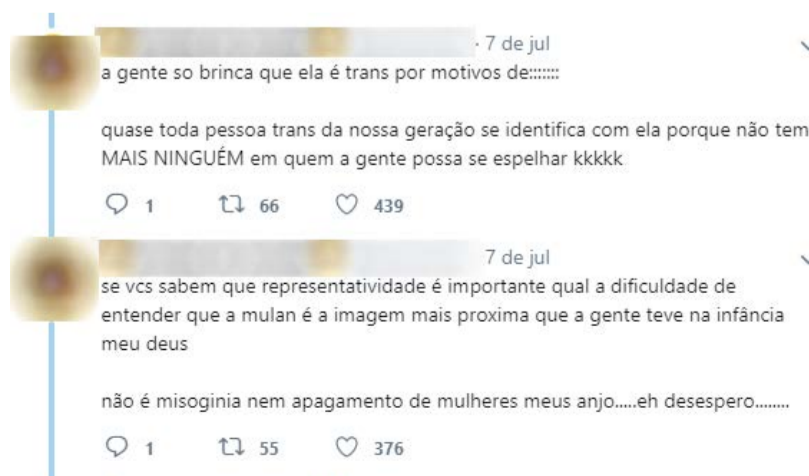 · 7 de jul
a gente so brinca que ela é trans por motivos de:::::::
quase toda pessoa trans da nossa geração se identifica com ela porque não tem
MAIS NINGUÉM em quem a gente possa se espelhar kkkkk
1 66 439
7 de jul
se vcs sabem que representatividade é importante qual a dificuldade de
entender que a mulan é a imagem mais proxima que a gente teve na infância
meu deus
não é misoginia nem apagamento de mulheres meus anjo.....eh desespero........
1 55 376